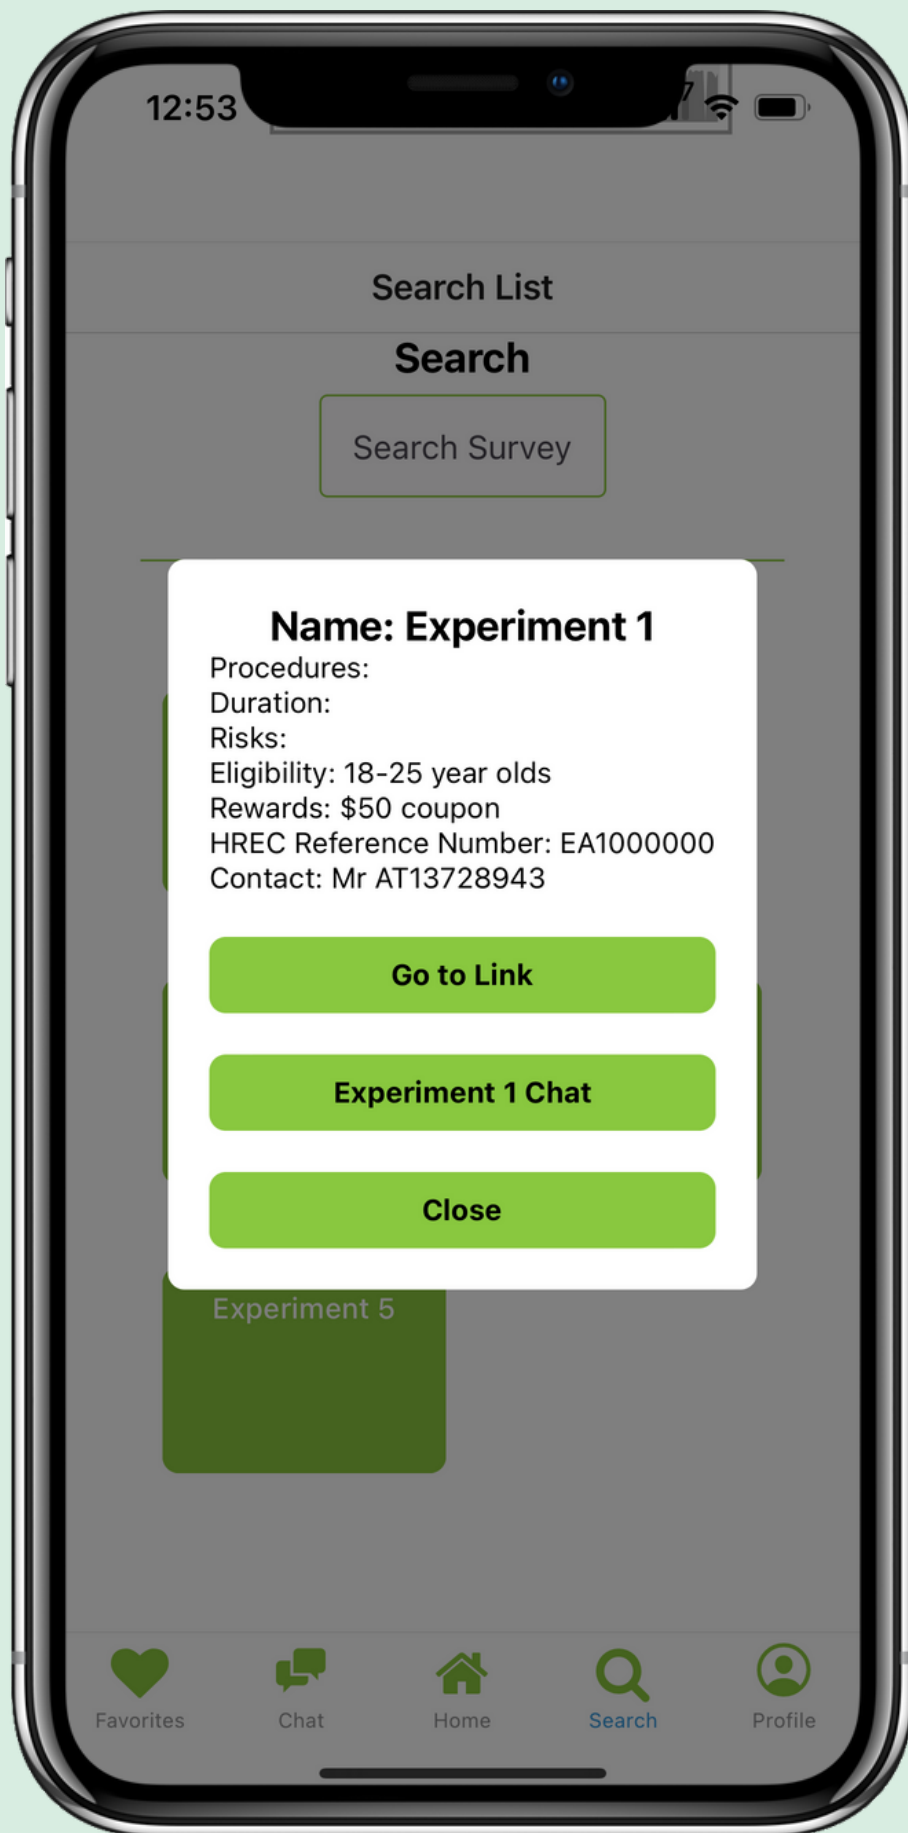 12:53
Search List
Search
Search Survey
Name: Experiment 1
Procedures:
Duration:
Risks:
Eligibility: 18-25 year olds
Rewards: $50 coupon
HREC Reference Number: EA1000000
Contact: Mr AT13728943
Go to Link
Experiment 1 Chat
Close
Experiment 5
Favorites
Chat
Home
Search
Profile